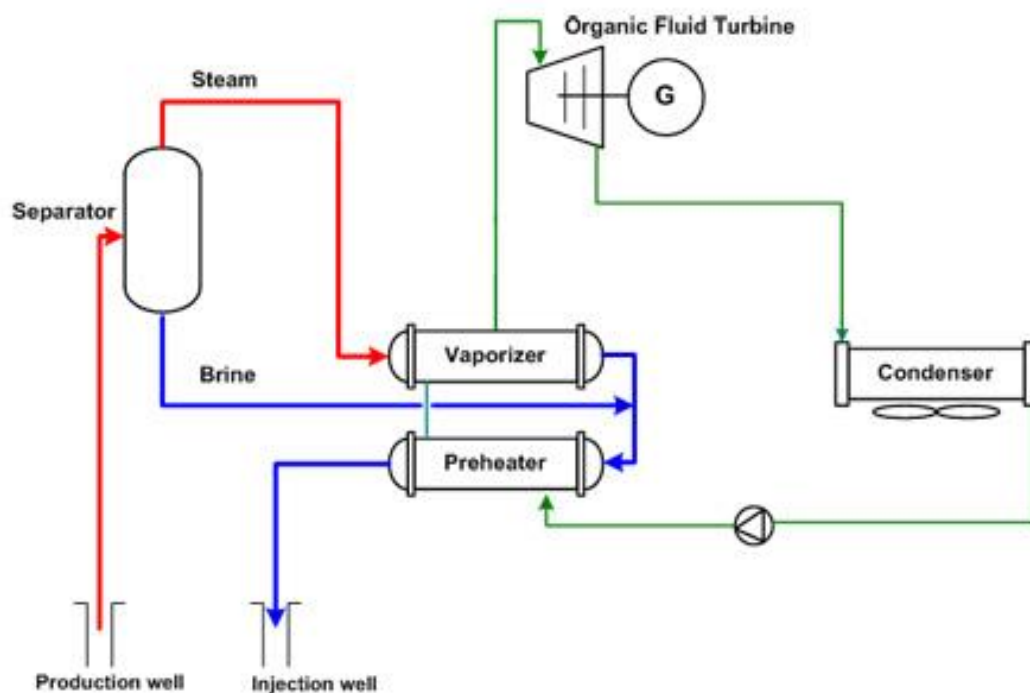 Organic Fluid Turbine
Steam
G
Separator
Vaporizer
Brine
Condenser
Preheater
Production well
Injection well